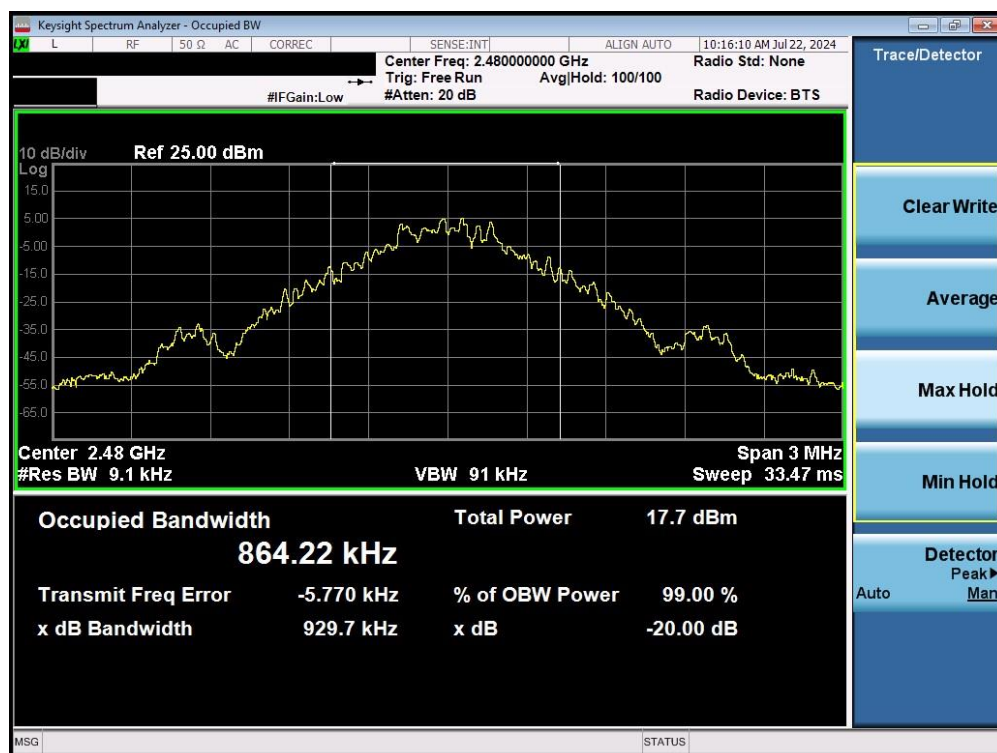 Keysight Spectrum Analyzer - Occupied BW
LXI L RF 50 Ω AC CORREC SENSE:INT ALIGN AUTO 10:16:10 AM Jul 22, 2024
Center Freq: 2.480000000 GHz Radio Std: None
Trig: Free Run Avg|Hold: 100/100
#IFGain:Low #Atten: 20 dB Radio Device: BTS
Trace/Detector
10 dB/div Ref 25.00 dBm
Log
15.0
5.00
-5.00
-15.0
-25.0
-35.0
-45.0
-55.0
-65.0
Center 2.48 GHz Span 3 MHz
#Res BW 9.1 kHz VBW 91 kHz Sweep 33.47 ms
Occupied Bandwidth Total Power 17.7 dBm
864.22 kHz
Transmit Freq Error -5.770 kHz % of OBW Power 99.00 %
x dB Bandwidth 929.7 kHz x dB -20.00 dB
Clear Write
Average
Max Hold
Min Hold
Detector
Peak▶
Auto Man
MSG STATUS